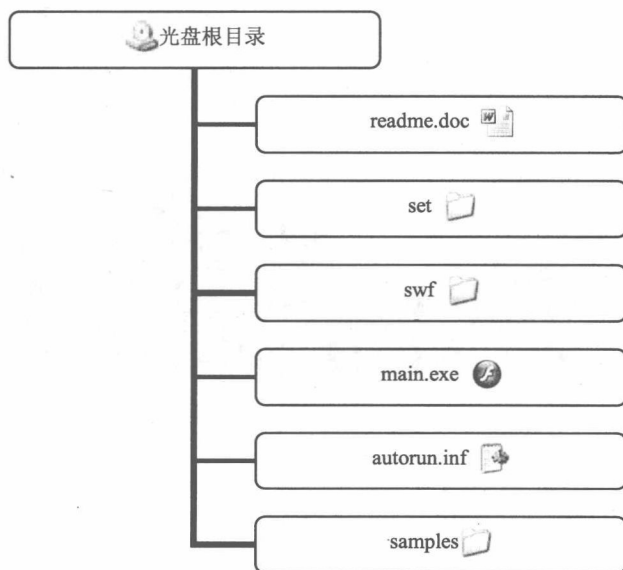 光盘根目录
readme.doc
set
swf
main.exe
autorun.inf
samples